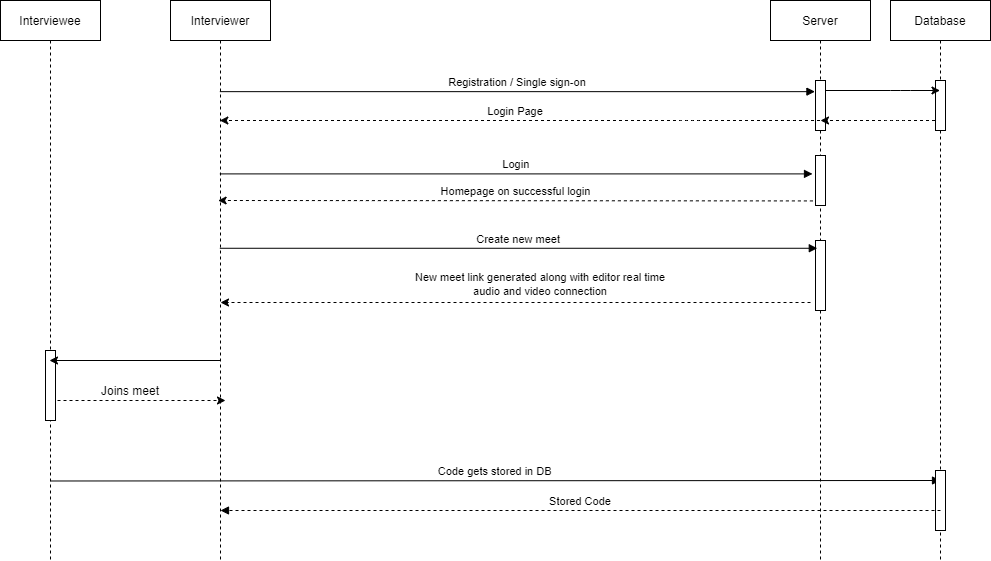 Interviewee
Interviewer
Server
Database
Registration / Single sign-on
Login Page
Login
Homepage on successful login
Create new meet
New meet link generated along with editor real time
audio and video connection
Joins meet
Code gets stored in DB
Stored Code